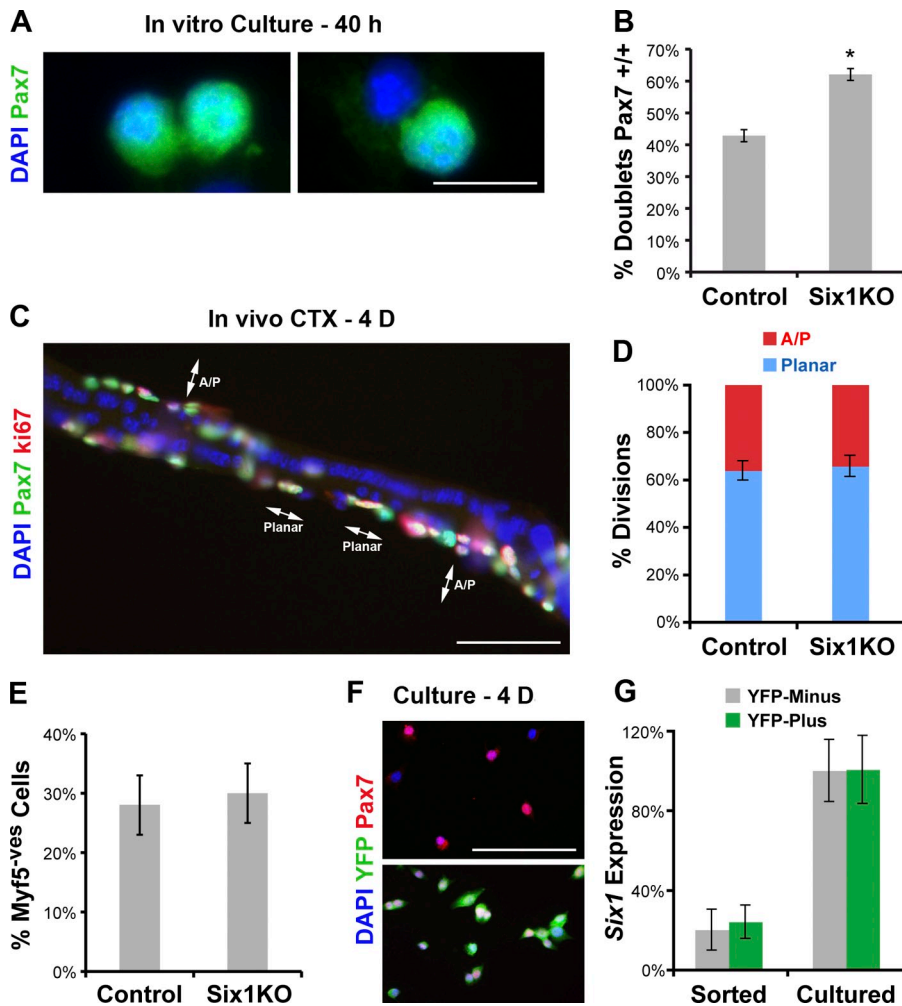 A
In vitro Culture - 40 h
DAPI Pax7
B
% Doublets Pax7 +/+
70%
60%
50%
40%
30%
20%
10%
0%
*
Control Six1KO
C
In vivo CTX - 4 D
DAPI Pax7 ki67
A/P
Planar
Planar
A/P
D
A/P
Planar
% Divisions
100%
80%
60%
40%
20%
0%
Control Six1KO
E
% Myf5-ves Cells
40%
30%
20%
10%
0%
Control Six1KO
F
Culture - 4 D
DAPI YFP Pax7
G
YFP-Minus
YFP-Plus
Six1 Expression
120%
80%
40%
0%
Sorted Cultured